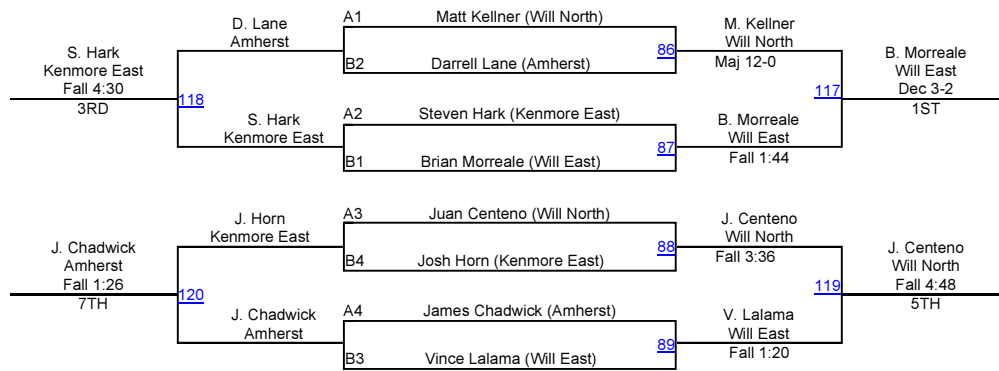 A1 Matt Kellner (Will North)
D. Lane
Amherst
M. Kellner
Will North
86
Maj 12-0
B2 Darrell Lane (Amherst)
S. Hark
Kenmore East
Fall 4:30
3RD
118
117
B. Morreale
Will East
Dec 3-2
1ST
A2 Steven Hark (Kenmore East)
S. Hark
Kenmore East
B. Morreale
Will East
87
Fall 1:44
B1 Brian Morreale (Will East)
A3 Juan Centeno (Will North)
J. Horn
Kenmore East
J. Centeno
Will North
88
Fall 3:36
B4 Josh Horn (Kenmore East)
J. Chadwick
Amherst
Fall 1:26
7TH
120
119
J. Centeno
Will North
Fall 4:48
5TH
A4 James Chadwick (Amherst)
J. Chadwick
Amherst
V. Lalama
Will East
89
Fall 1:20
B3 Vince Lalama (Will East)